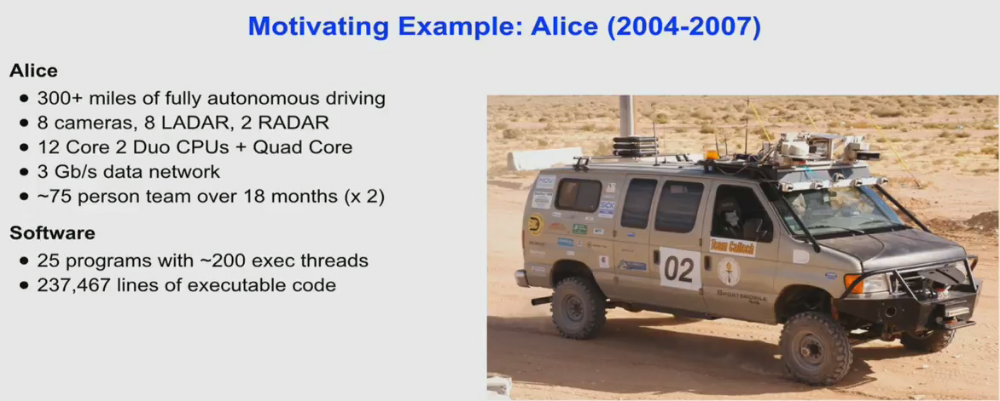 Motivating Example: Alice (2004-2007)
Alice
● 300+ miles of fully autonomous driving
● 8 cameras, 8 LADAR, 2 RADAR
● 12 Core 2 Duo CPUs + Quad Core
● 3 Gb/s data network
● ~75 person team over 18 months (x 2)
Software
● 25 programs with ~200 exec threads
● 237,467 lines of executable code
Team Caltech
02
SPORTSMOBILE